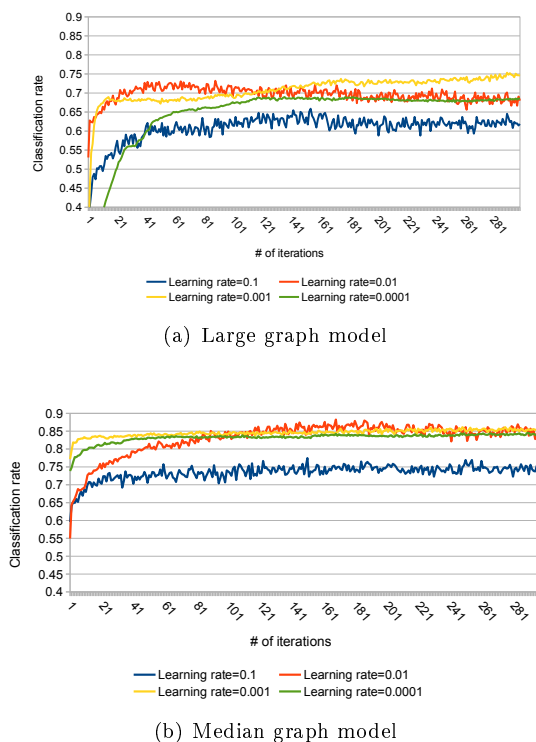 0.9
0.85
0.8
0.75
0.7
0.65
0.6
0.55
0.5
0.45
0.4
Classification rate
1 21 41 61 81 101 121 141 161 181 201 221 241 261 281
# of iterations
Learning rate=0.1 Learning rate=0.01
Learning rate=0.001 Learning rate=0.0001
(a) Large graph model
0.9
0.85
0.8
0.75
0.7
0.65
0.6
0.55
0.5
0.45
0.4
Classification rate
1 21 41 61 81 101 121 141 161 181 201 221 241 261 281
# of iterations
Learning rate=0.1 Learning rate=0.01
Learning rate=0.001 Learning rate=0.0001
(b) Median graph model